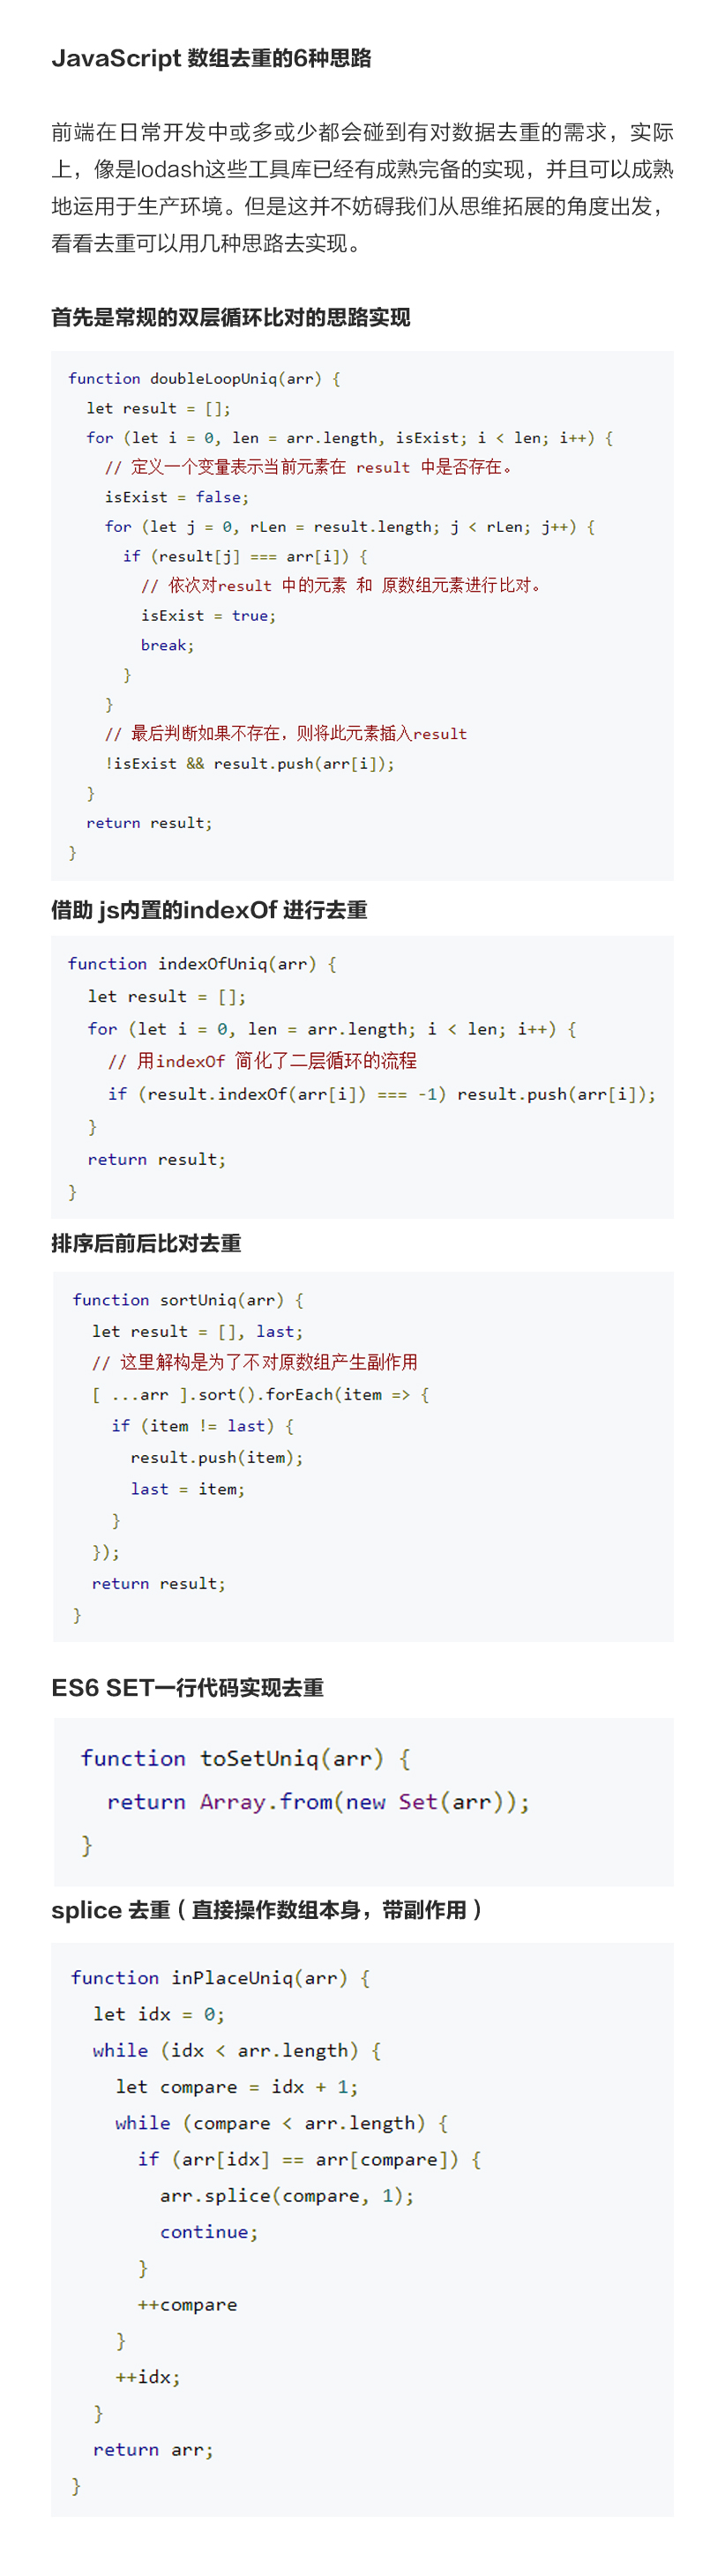 JavaScript 数组去重的6种思路
前端在日常开发中或多或少都会碰到有对数据去重的需求，实际
上，像是lodash这些工具库已经有成熟完备的实现，并且可以成熟
地运用于生产环境。但是这并不妨碍我们从思维拓展的角度出发，
看看去重可以用几种思路去实现。
首先是常规的双层循环比对的思路实现
function doubleLoopUniq(arr) {
  let result = [];
  for (let i = 0, len = arr.length, isExist; i < len; i++) {
    // 定义一个变量表示当前元素在 result 中是否存在。
    isExist = false;
    for (let j = 0, rLen = result.length; j < rLen; j++) {
      if (result[j] === arr[i]) {
        // 依次对result 中的元素 和 原数组元素进行比对。
        isExist = true;
        break;
      }
    }
    // 最后判断如果不存在，则将此元素插入result
    !isExist && result.push(arr[i]);
  }
  return result;
}
借助 js内置的indexOf 进行去重
function indexOfUniq(arr) {
  let result = [];
  for (let i = 0, len = arr.length; i < len; i++) {
    // 用indexOf 简化了二层循环的流程
    if (result.indexOf(arr[i]) === -1) result.push(arr[i]);
  }
  return result;
}
排序后前后比对去重
function sortUniq(arr) {
  let result = [], last;
  // 这里解构是为了不对原数组产生副作用
  [ ...arr ].sort().forEach(item => {
    if (item != last) {
      result.push(item);
      last = item;
    }
  });
  return result;
}
ES6 SET一行代码实现去重
function toSetUniq(arr) {
  return Array.from(new Set(arr));
}
splice 去重（直接操作数组本身，带副作用）
function inPlaceUniq(arr) {
  let idx = 0;
  while (idx < arr.length) {
    let compare = idx + 1;
    while (compare < arr.length) {
      if (arr[idx] == arr[compare]) {
        arr.splice(compare, 1);
        continue;
      }
      ++compare
    }
    ++idx;
  }
  return arr;
}